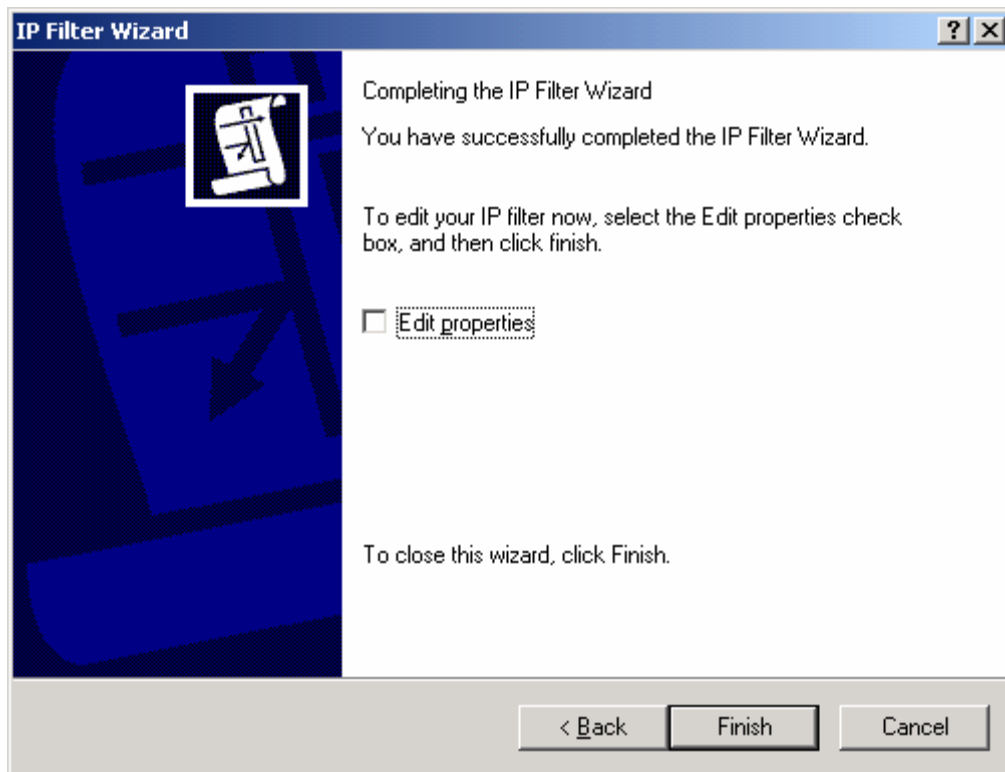 IP Filter Wizard
Completing the IP Filter Wizard
You have successfully completed the IP Filter Wizard.
To edit your IP filter now, select the Edit properties check
box, and then click finish.
Edit properties
To close this wizard, click Finish.
< Back
Finish
Cancel